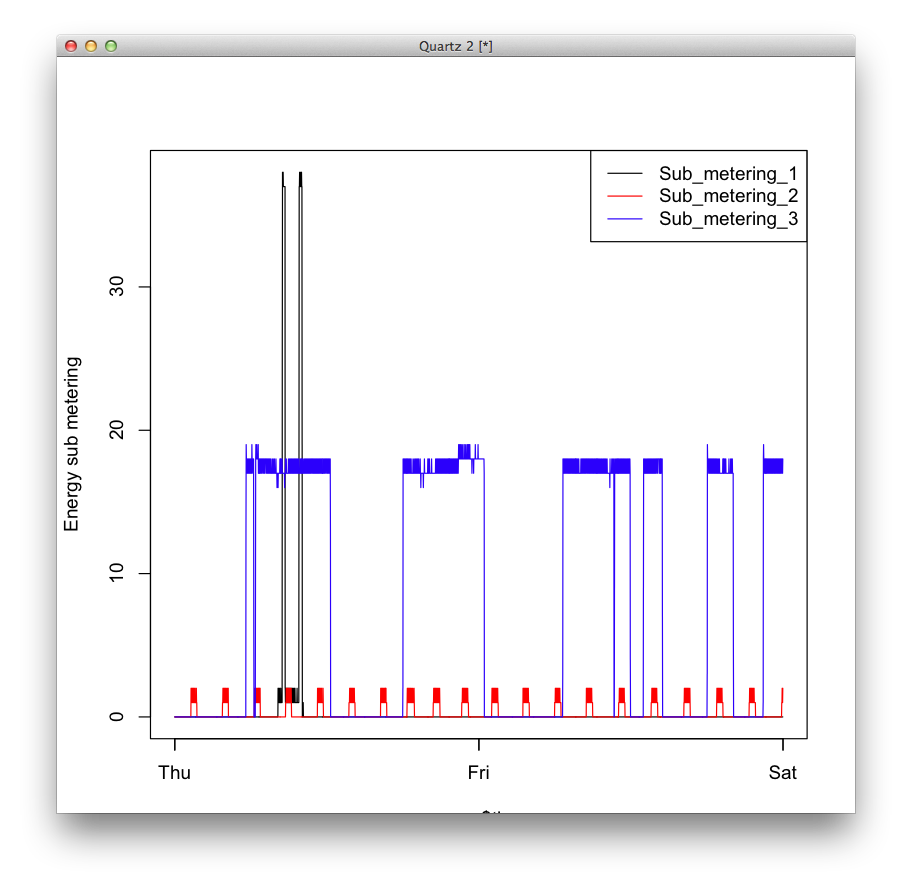 Quartz 2 [*]
Sub_metering_1
Sub_metering_2
Sub_metering_3
Energy sub metering
30
20
10
0
Thu Fri Sat